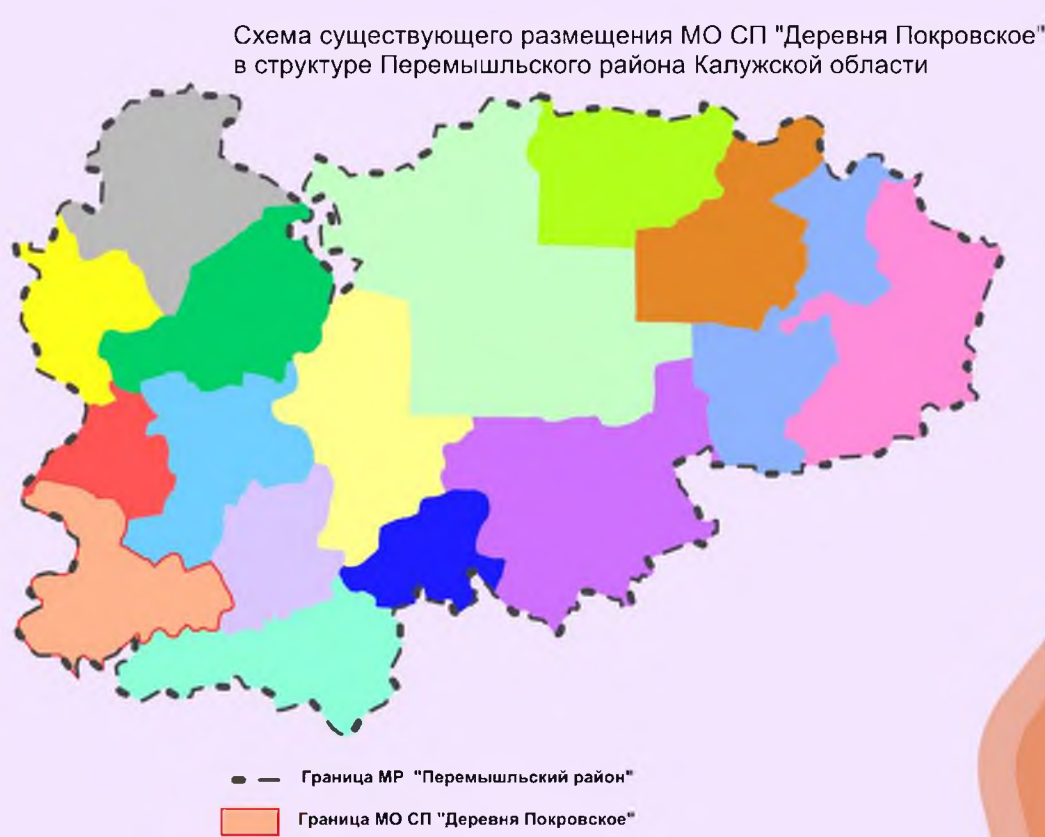 Схема существующего размещения МО СП "Деревня Покровское"
в структуре Перемышльского района Калужской области
Граница МР "Перемышльский район"
Граница МО СП "Деревня Покровское"